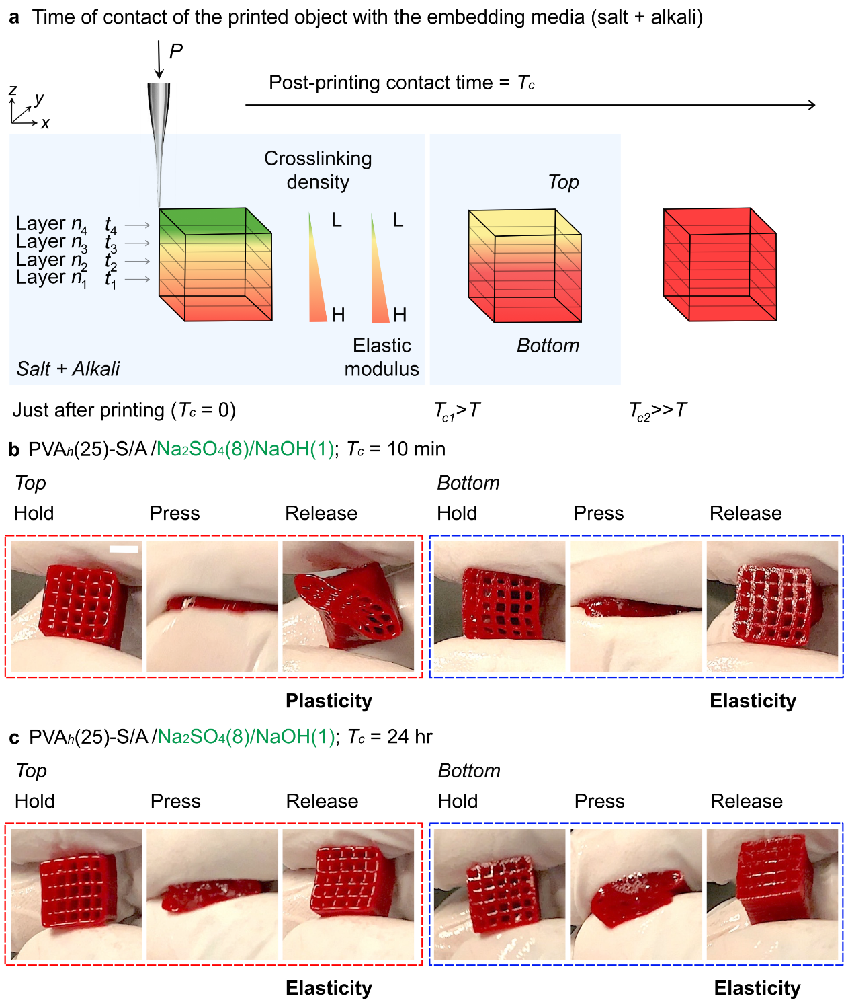 a Time of contact of the printed object with the embedding media (salt + alkali)
P
Post-printing contact time = Tc
z
y
x
Crosslinking
density
Top
Layer n4 t4
Layer n3 t3
Layer n2 t2
Layer n1 t1
L
L
H
H
Elastic
modulus
Bottom
Salt + Alkali
Just after printing (Tc = 0)
Tc1>T
Tc2>>T
b PVAh(25)-S/A/Na2SO4(8)/NaOH(1); Tc = 10 min
Top
Bottom
Hold
Press
Release
Hold
Press
Release
Plasticity
Elasticity
c PVAh(25)-S/A/Na2SO4(8)/NaOH(1); Tc = 24 hr
Top
Bottom
Hold
Press
Release
Hold
Press
Release
Elasticity
Elasticity